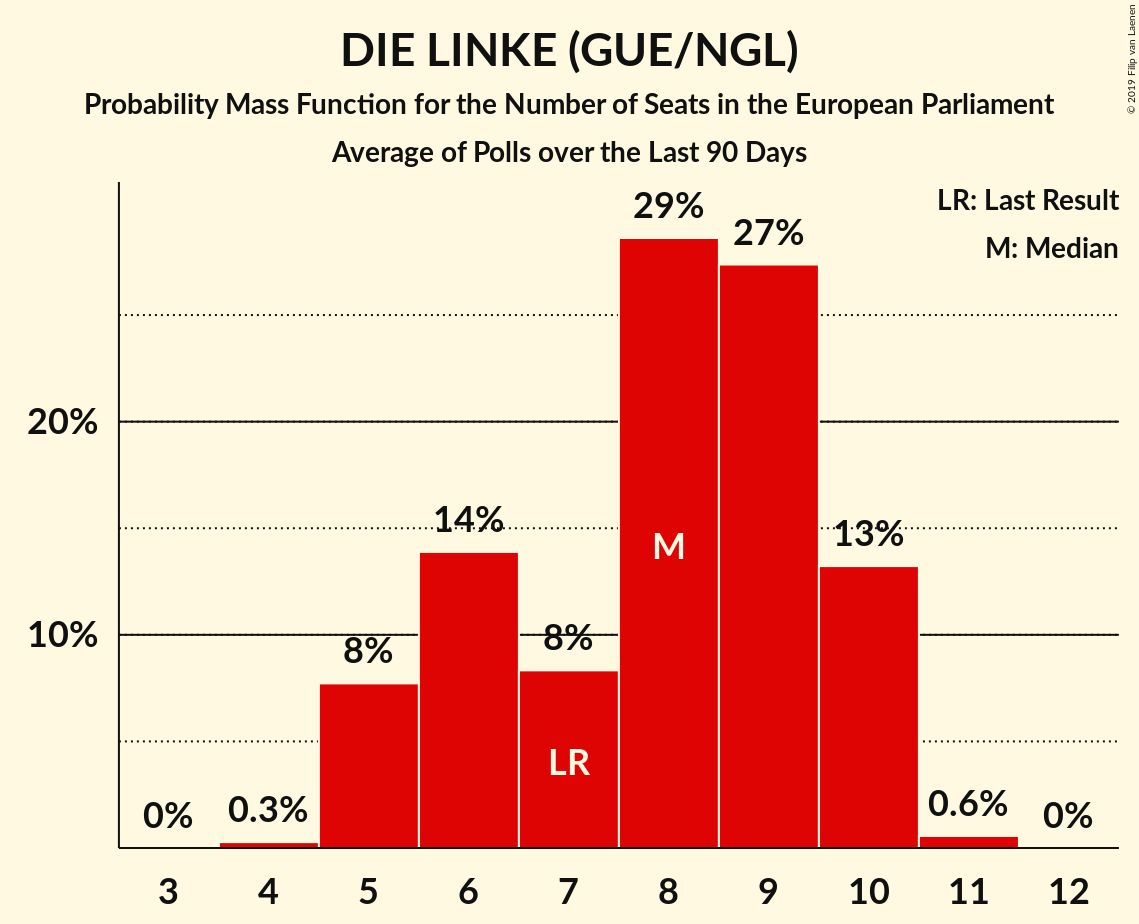 DIE LINKE (GUE/NGL)
Probability Mass Function for the Number of Seats in the European Parliament
Average of Polls over the Last 90 Days
© 2019 Filip van Laenen
LR: Last Result
M: Median
29%
27%
20%
14%
13%
M
10%
8%
8%
LR
0%
0.3%
0.6%
0%
3 4 5 6 7 8 9 10 11 12